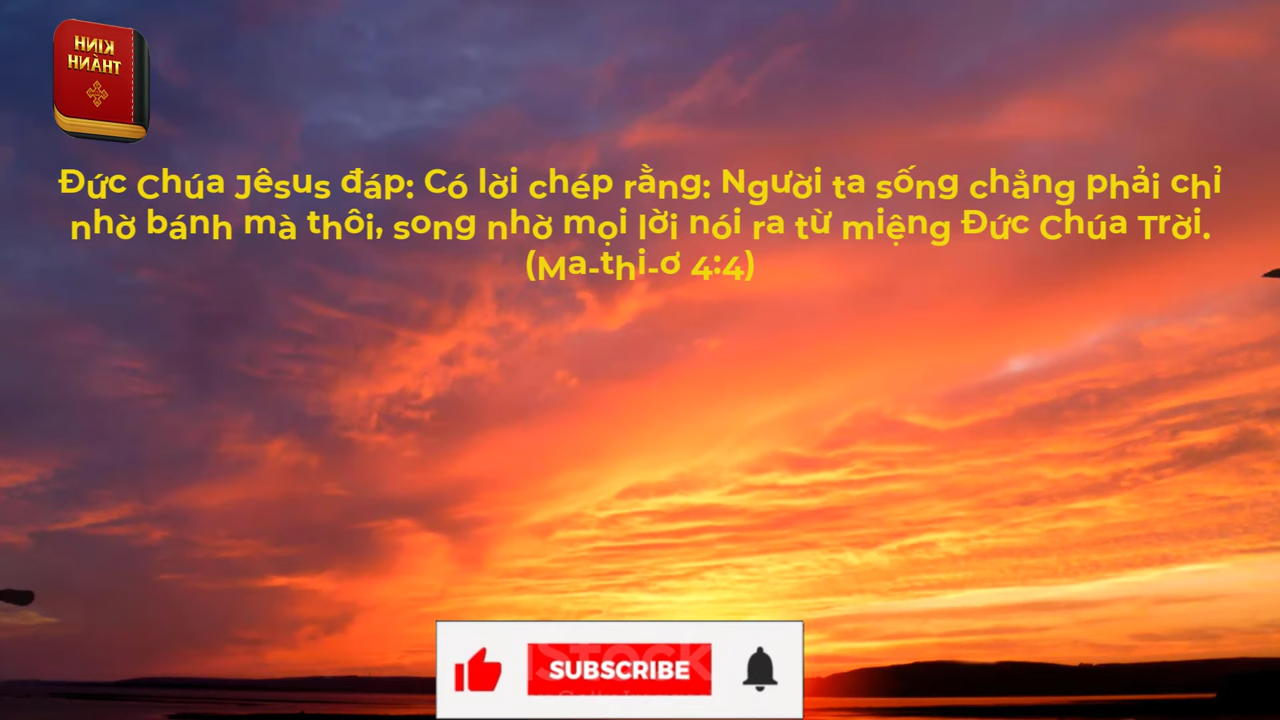 KINH
THÁNH
Đức Chúa Jêsus đáp: Có lời chép rằng: Người ta sống chẳng phải chỉ
nhờ bánh mà thôi, song nhờ mọi lời nói ra từ miệng Đức Chúa Trời.
(Ma-thi-ơ 4:4)
SUBSCRIBE